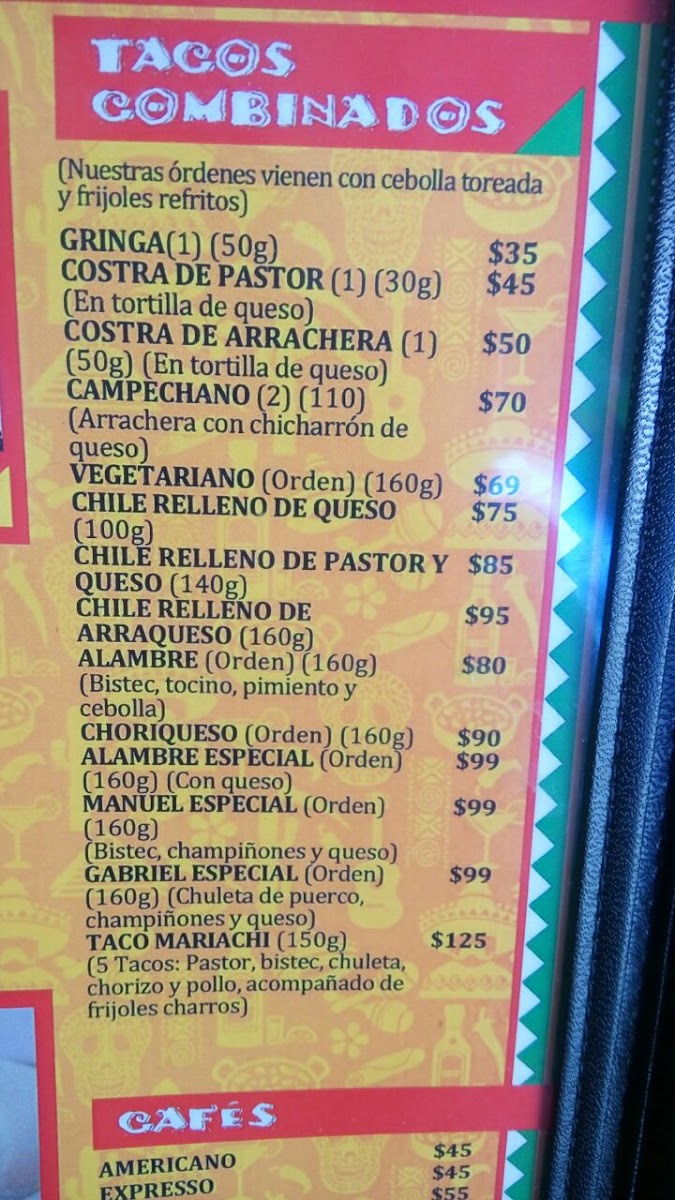 TACOS
COMBINADOS
(Nuestras órdenes vienen con cebolla toreada
y frijoles refritos)
GRINGA(1) (50g) $35
COSTRA DE PASTOR (1) (30g) $45
(En tortilla de queso)
COSTRA DE ARRACHERA (1) $50
(50g) (En tortilla de queso)
CAMPECHANO (2) (110) $70
(Arrachera con chicharrón de
queso)
VEGETARIANO (Orden) (160g) $69
CHILE RELLENO DE QUESO $75
(100g)
CHILE RELLENO DE PASTOR Y $85
QUESO (140g)
CHILE RELLENO DE $95
ARRAQUESO (160g)
ALAMBRE (Orden) (160g) $80
(Bistec, tocino, pimiento y
cebolla)
CHORIQUESO (Orden) (160g) $90
ALAMBRE ESPECIAL (Orden) $99
(160g) (Con queso)
MANUEL ESPECIAL (Orden) $99
(160g)
(Bistec, champiñones y queso)
GABRIEL ESPECIAL (Orden) $99
(160g) (Chuleta de puerco,
champiñones y queso)
TACO MARIACHI (150g) $125
(5 Tacos: Pastor, bistec, chuleta,
chorizo y pollo, acompañado de
frijoles charros)
CAFÉS
AMERICANO $45
EXPRESSO $45
$55